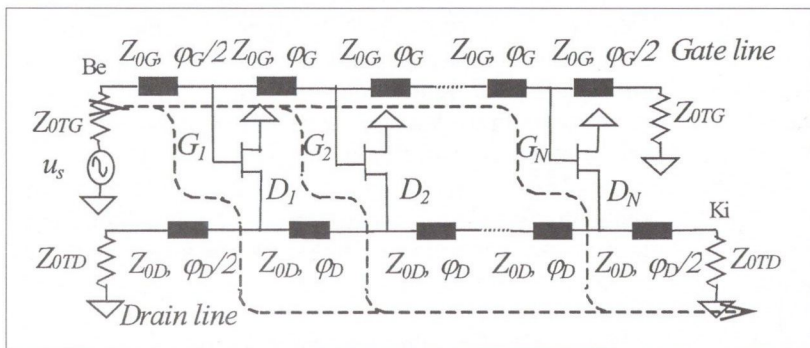 Z0G, φG/2 Z0G, φG Z0G, φG Z0G, φG Z0G, φG/2 Gate line
Be
Z0TG
Z0TG
G1 G2 GN
us
D1 D2 DN
Ki
Z0TD
Z0D, φD/2 Z0D, φD Z0D, φD Z0D, φD Z0D, φD/2 Z0TD
Drain line